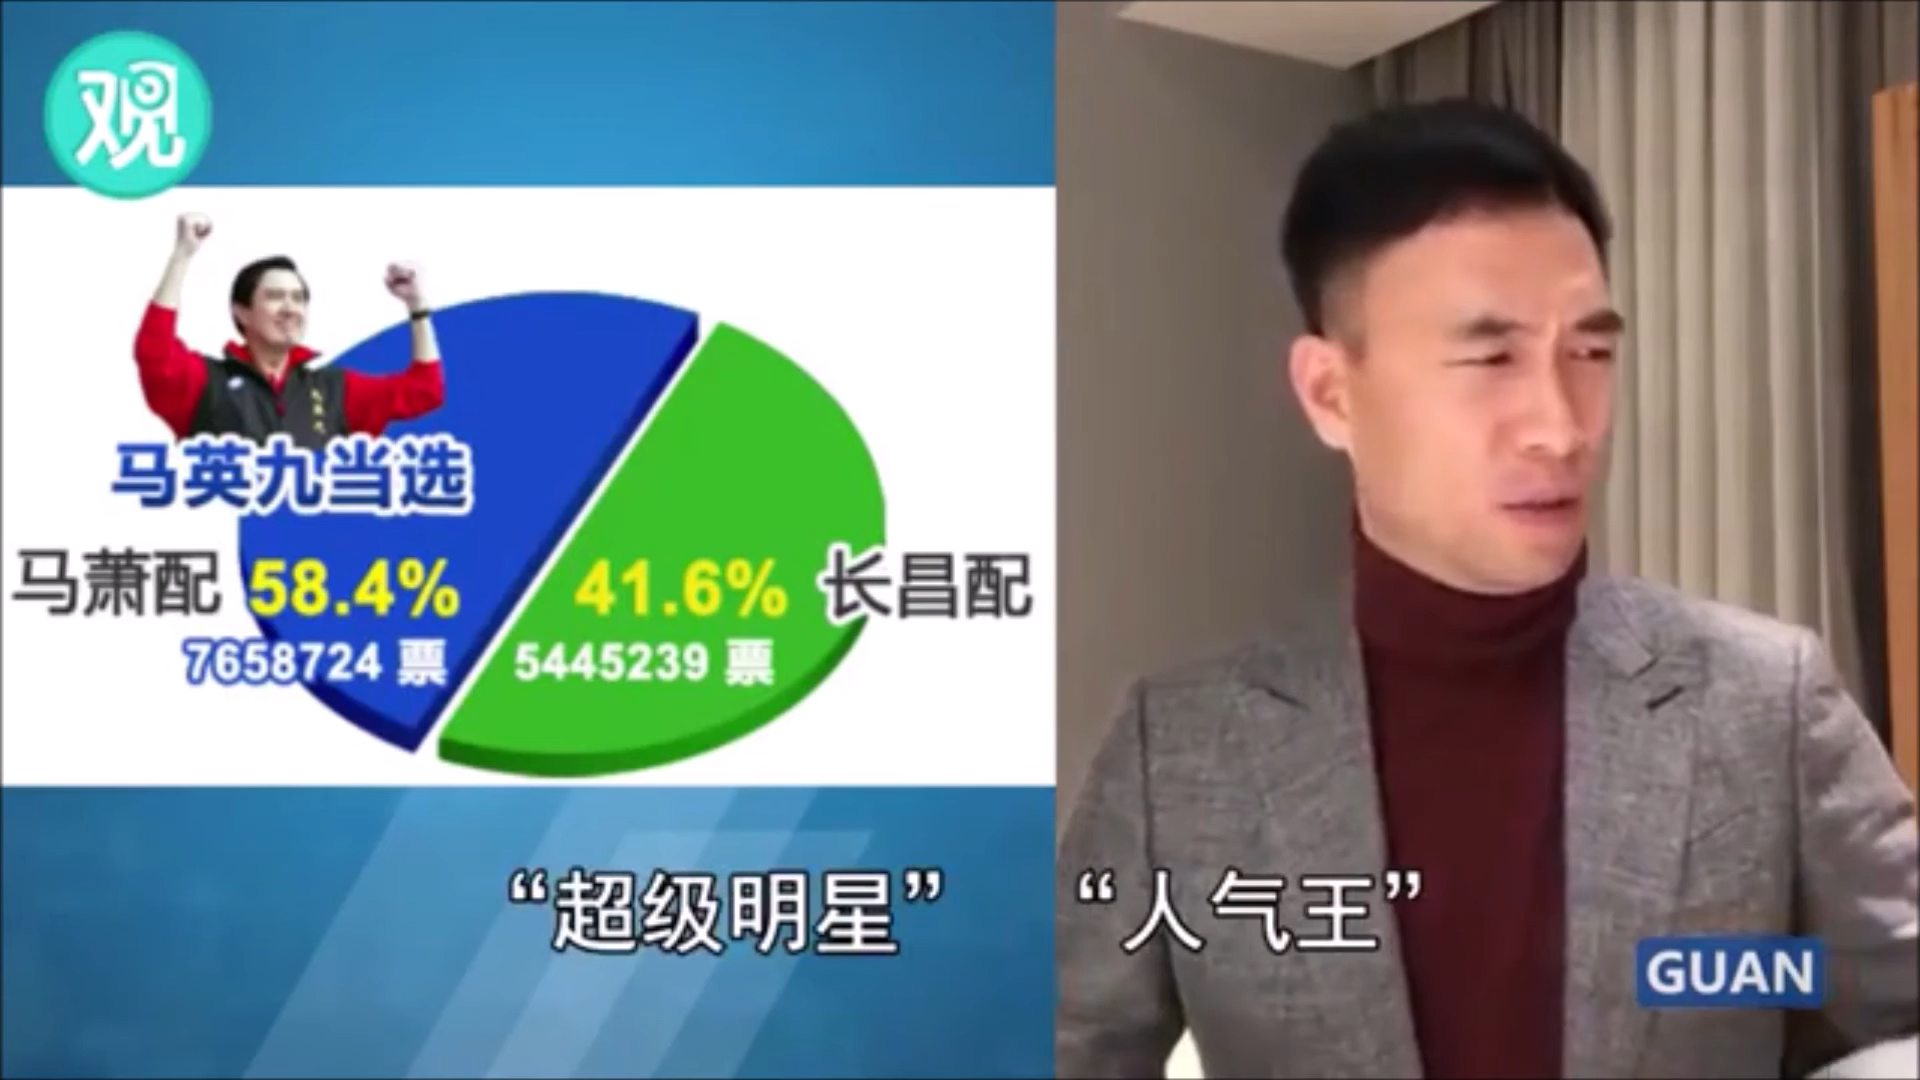 观
马英九当选
马萧配 58.4% 41.6% 长昌配
7658724 票 5445239 票
“超级明星” “人气王”
GUAN